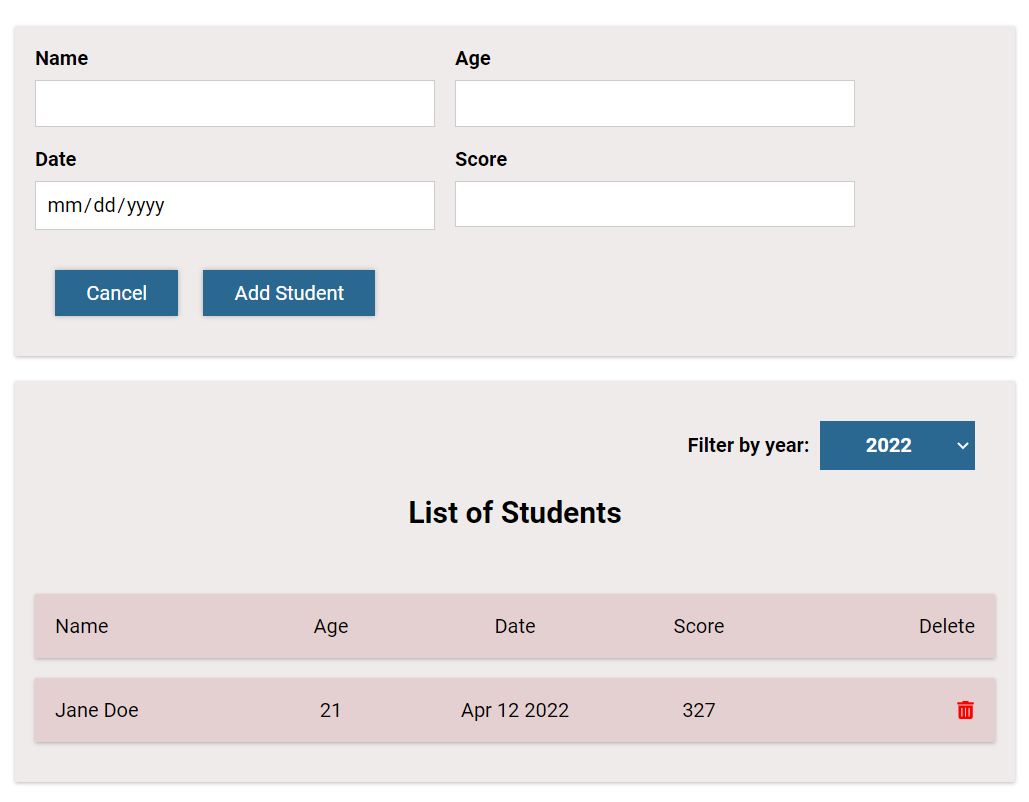 Name Age
Date Score
mm/dd/yyyy
Cancel Add Student
Filter by year: 2022
List of Students
Name Age Date Score Delete
Jane Doe 21 Apr 12 2022 327